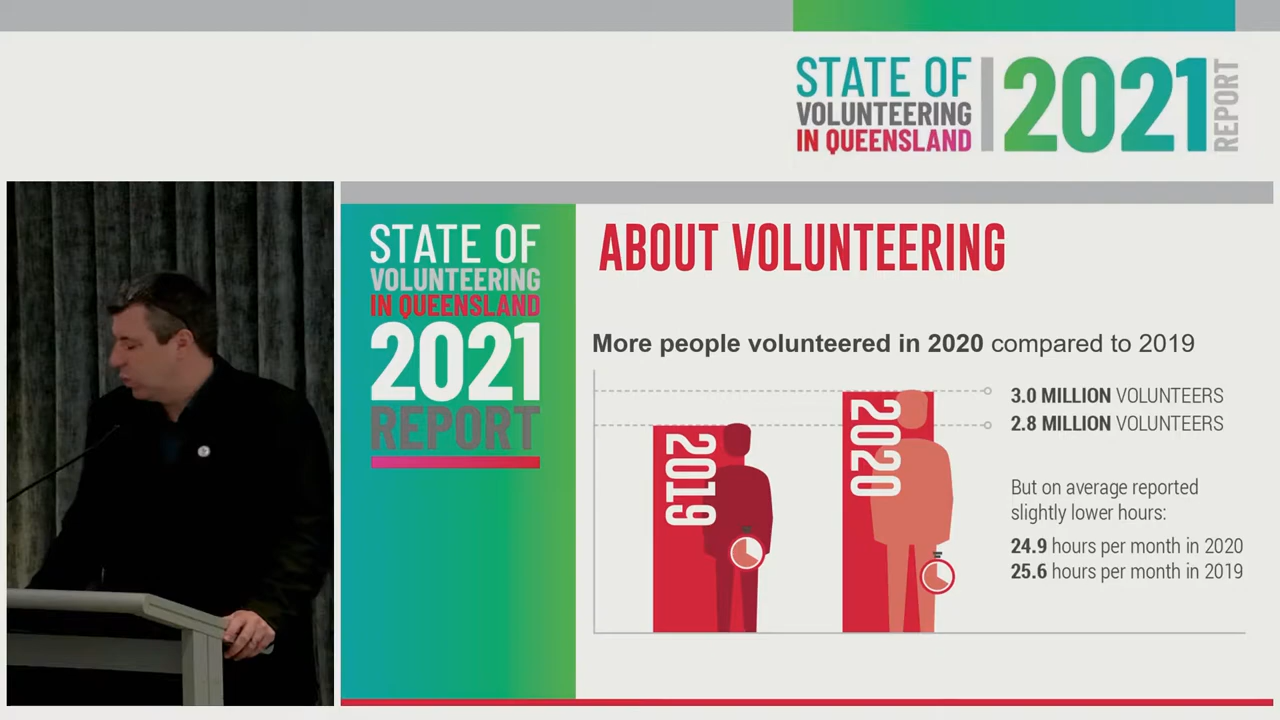 STATE OF
VOLUNTEERING
IN QUEENSLAND
2021
REPORT
STATE OF
VOLUNTEERING
IN QUEENSLAND
2021
REPORT
ABOUT VOLUNTEERING
More people volunteered in 2020 compared to 2019
2019
2020
3.0 MILLION VOLUNTEERS
2.8 MILLION VOLUNTEERS
But on average reported
slightly lower hours:
24.9 hours per month in 2020
25.6 hours per month in 2019